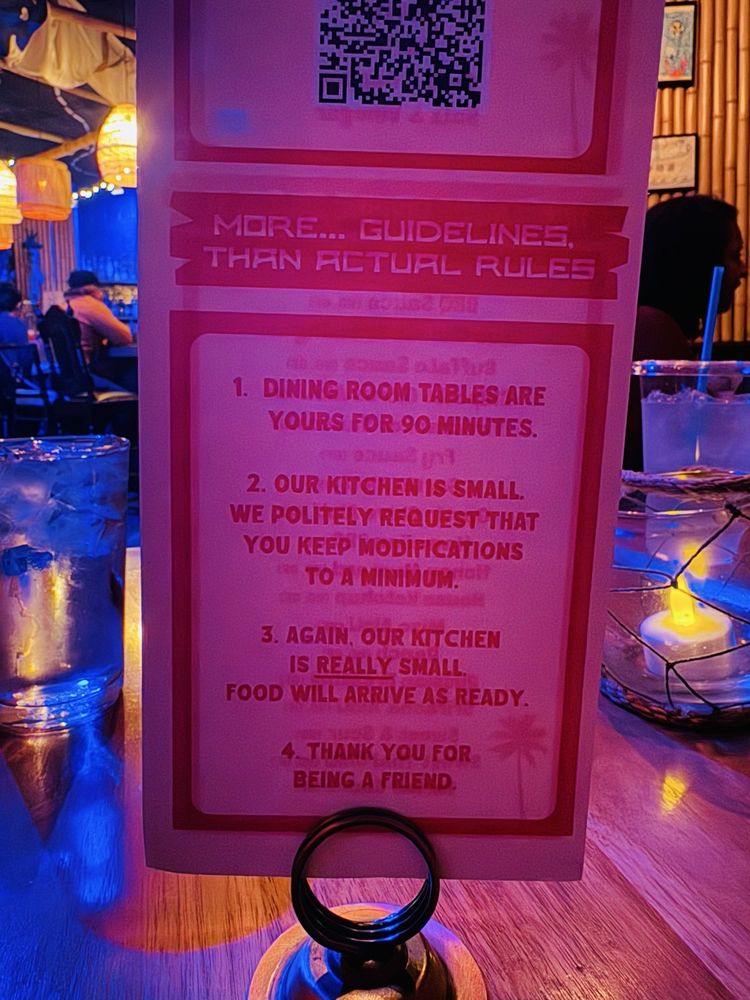 MORE... GUIDELINES,
THAN ACTUAL RULES
1. DINING ROOM TABLES ARE
YOURS FOR 90 MINUTES.
2. OUR KITCHEN IS SMALL.
WE POLITELY REQUEST THAT
YOU KEEP MODIFICATIONS
TO A MINIMUM.
3. AGAIN, OUR KITCHEN
IS REALLY SMALL.
FOOD WILL ARRIVE AS READY.
4. THANK YOU FOR
BEING A FRIEND.